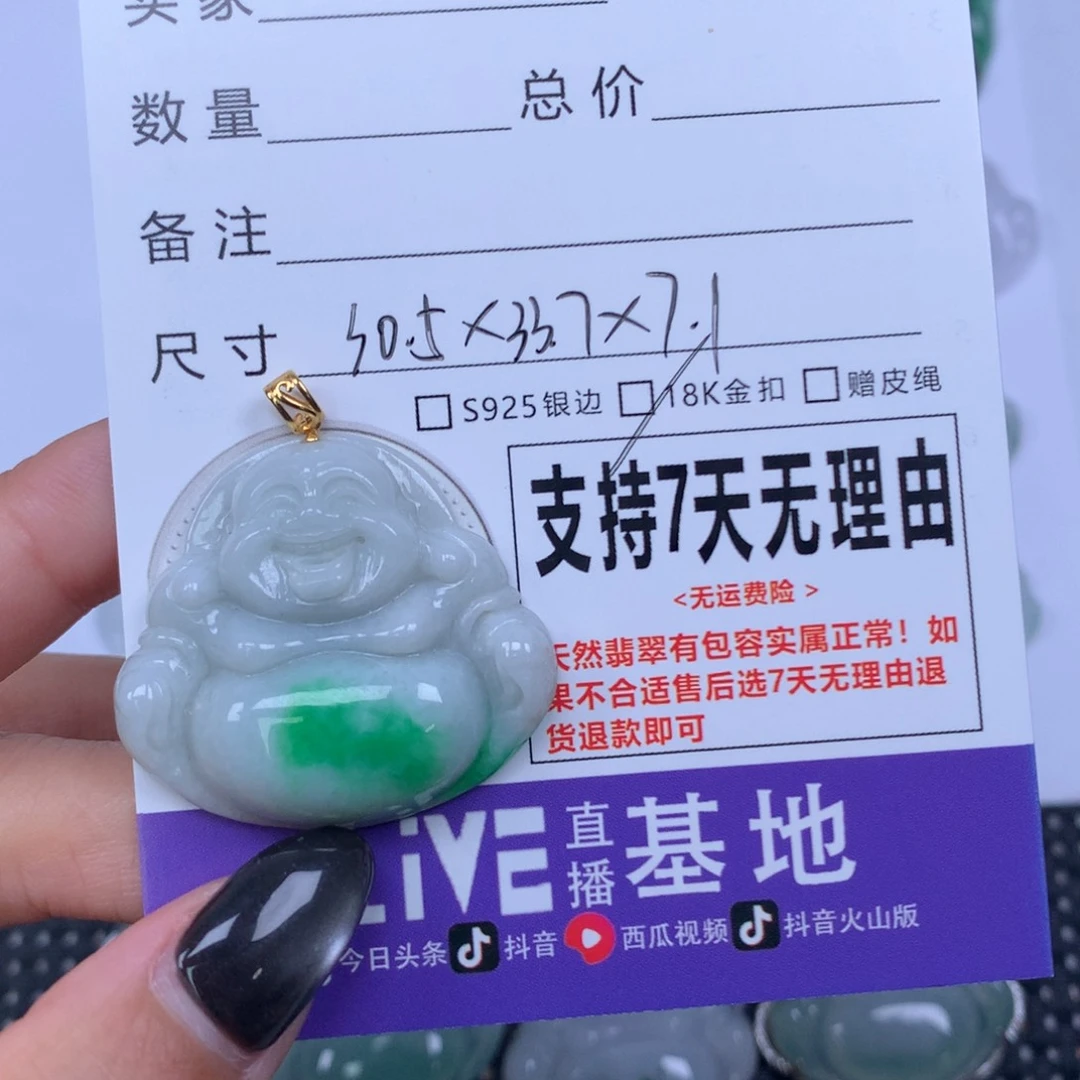 买家
数量 总价
备注
尺寸 30.5×33.7×7.1
S925银边 18K金扣 赠皮绳
支持7天无理由
<无运费险 >
天然翡翠有包容实属正常！如
果不合适售后选7天无理由退
货退款即可
LiVE 直播 基地
今日头条 抖音 西瓜视频 抖音火山版